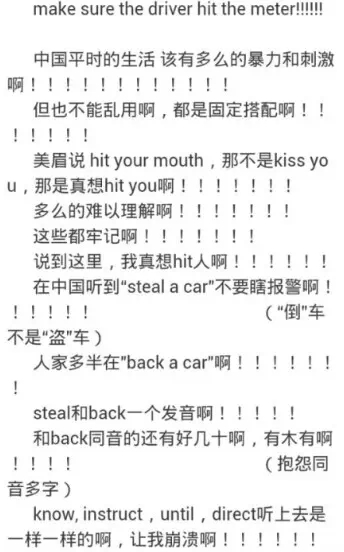 make sure the driver hit the meter!!!!!!
中国平时的生活 该有多么的暴力和刺激
啊！！！！！！！！！！！！！
但也不能乱用啊，都是固定搭配啊！！
！！！！！！
美眉说 hit your mouth，那不是kiss yo
u，那是真想hit you啊！！！！！！！
多么的难以理解啊！！！！！！！
这些都牢记啊！！！！！！！
说到这里，我真想hit人啊！！！！！！
在中国听到“steal a car”不要瞎报警啊！
！！！！！ （“倒”车
不是“盗”车）
人家多半在"back a car"啊！！！！！！
！
steal和back一个发音啊！！！！！
和back同音的还有好几十啊，有木有啊
！！！！ （抱怨同
音多字）
know, instruct，until，direct听上去是
一样一样的啊，让我崩溃啊！！！！！！